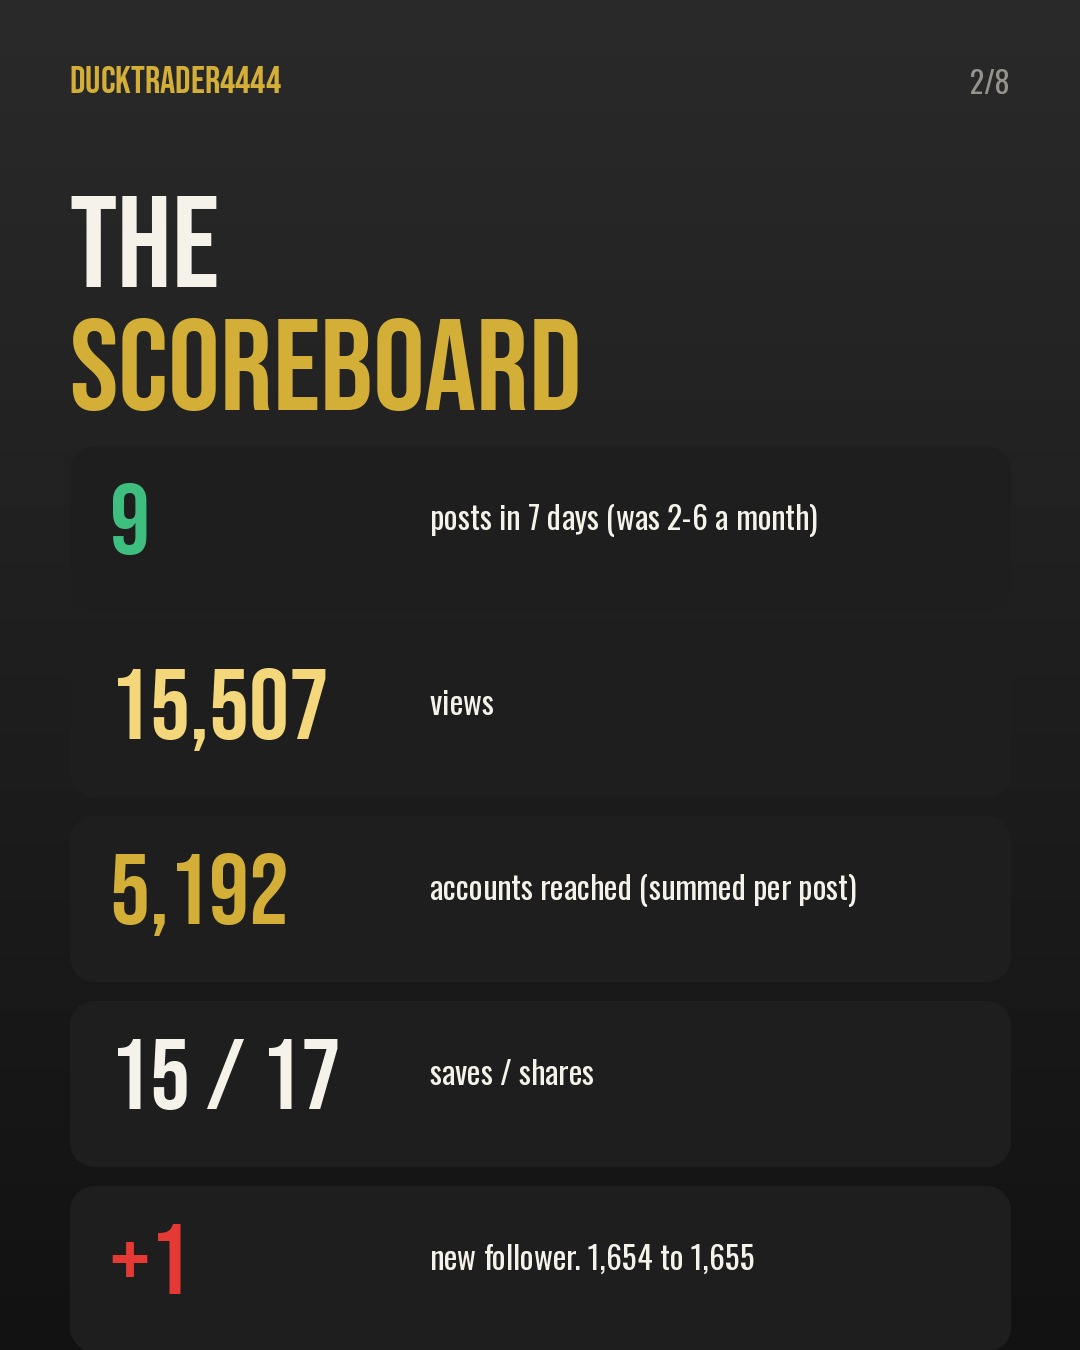 DUCKTRADER4444
2/8
THE
SCOREBOARD
9
posts in 7 days (was 2-6 a month)
15,507
views
5,192
accounts reached (summed per post)
15 / 17
saves / shares
+1
new follower. 1,654 to 1,655